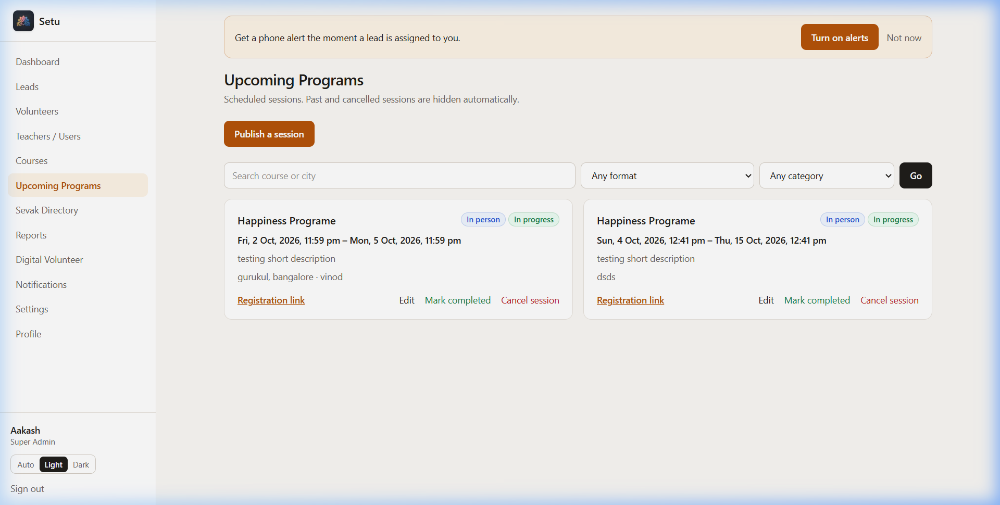 Setu
Dashboard
Leads
Volunteers
Teachers / Users
Courses
Upcoming Programs
Sevak Directory
Reports
Digital Volunteer
Notifications
Settings
Profile
Aakash
Super Admin
Auto Light Dark
Sign out
Get a phone alert the moment a lead is assigned to you. Turn on alerts Not now
Upcoming Programs
Scheduled sessions. Past and cancelled sessions are hidden automatically.
Publish a session
Search course or city Any format Any category Go
Happiness Programe In person In progress
Fri, 2 Oct, 2026, 11:59 pm – Mon, 5 Oct, 2026, 11:59 pm
testing short description
gurukul, bangalore · vinod
Registration link Edit Mark completed Cancel session
Happiness Programe In person In progress
Sun, 4 Oct, 2026, 12:41 pm – Thu, 15 Oct, 2026, 12:41 pm
testing short description
dsds
Registration link Edit Mark completed Cancel session